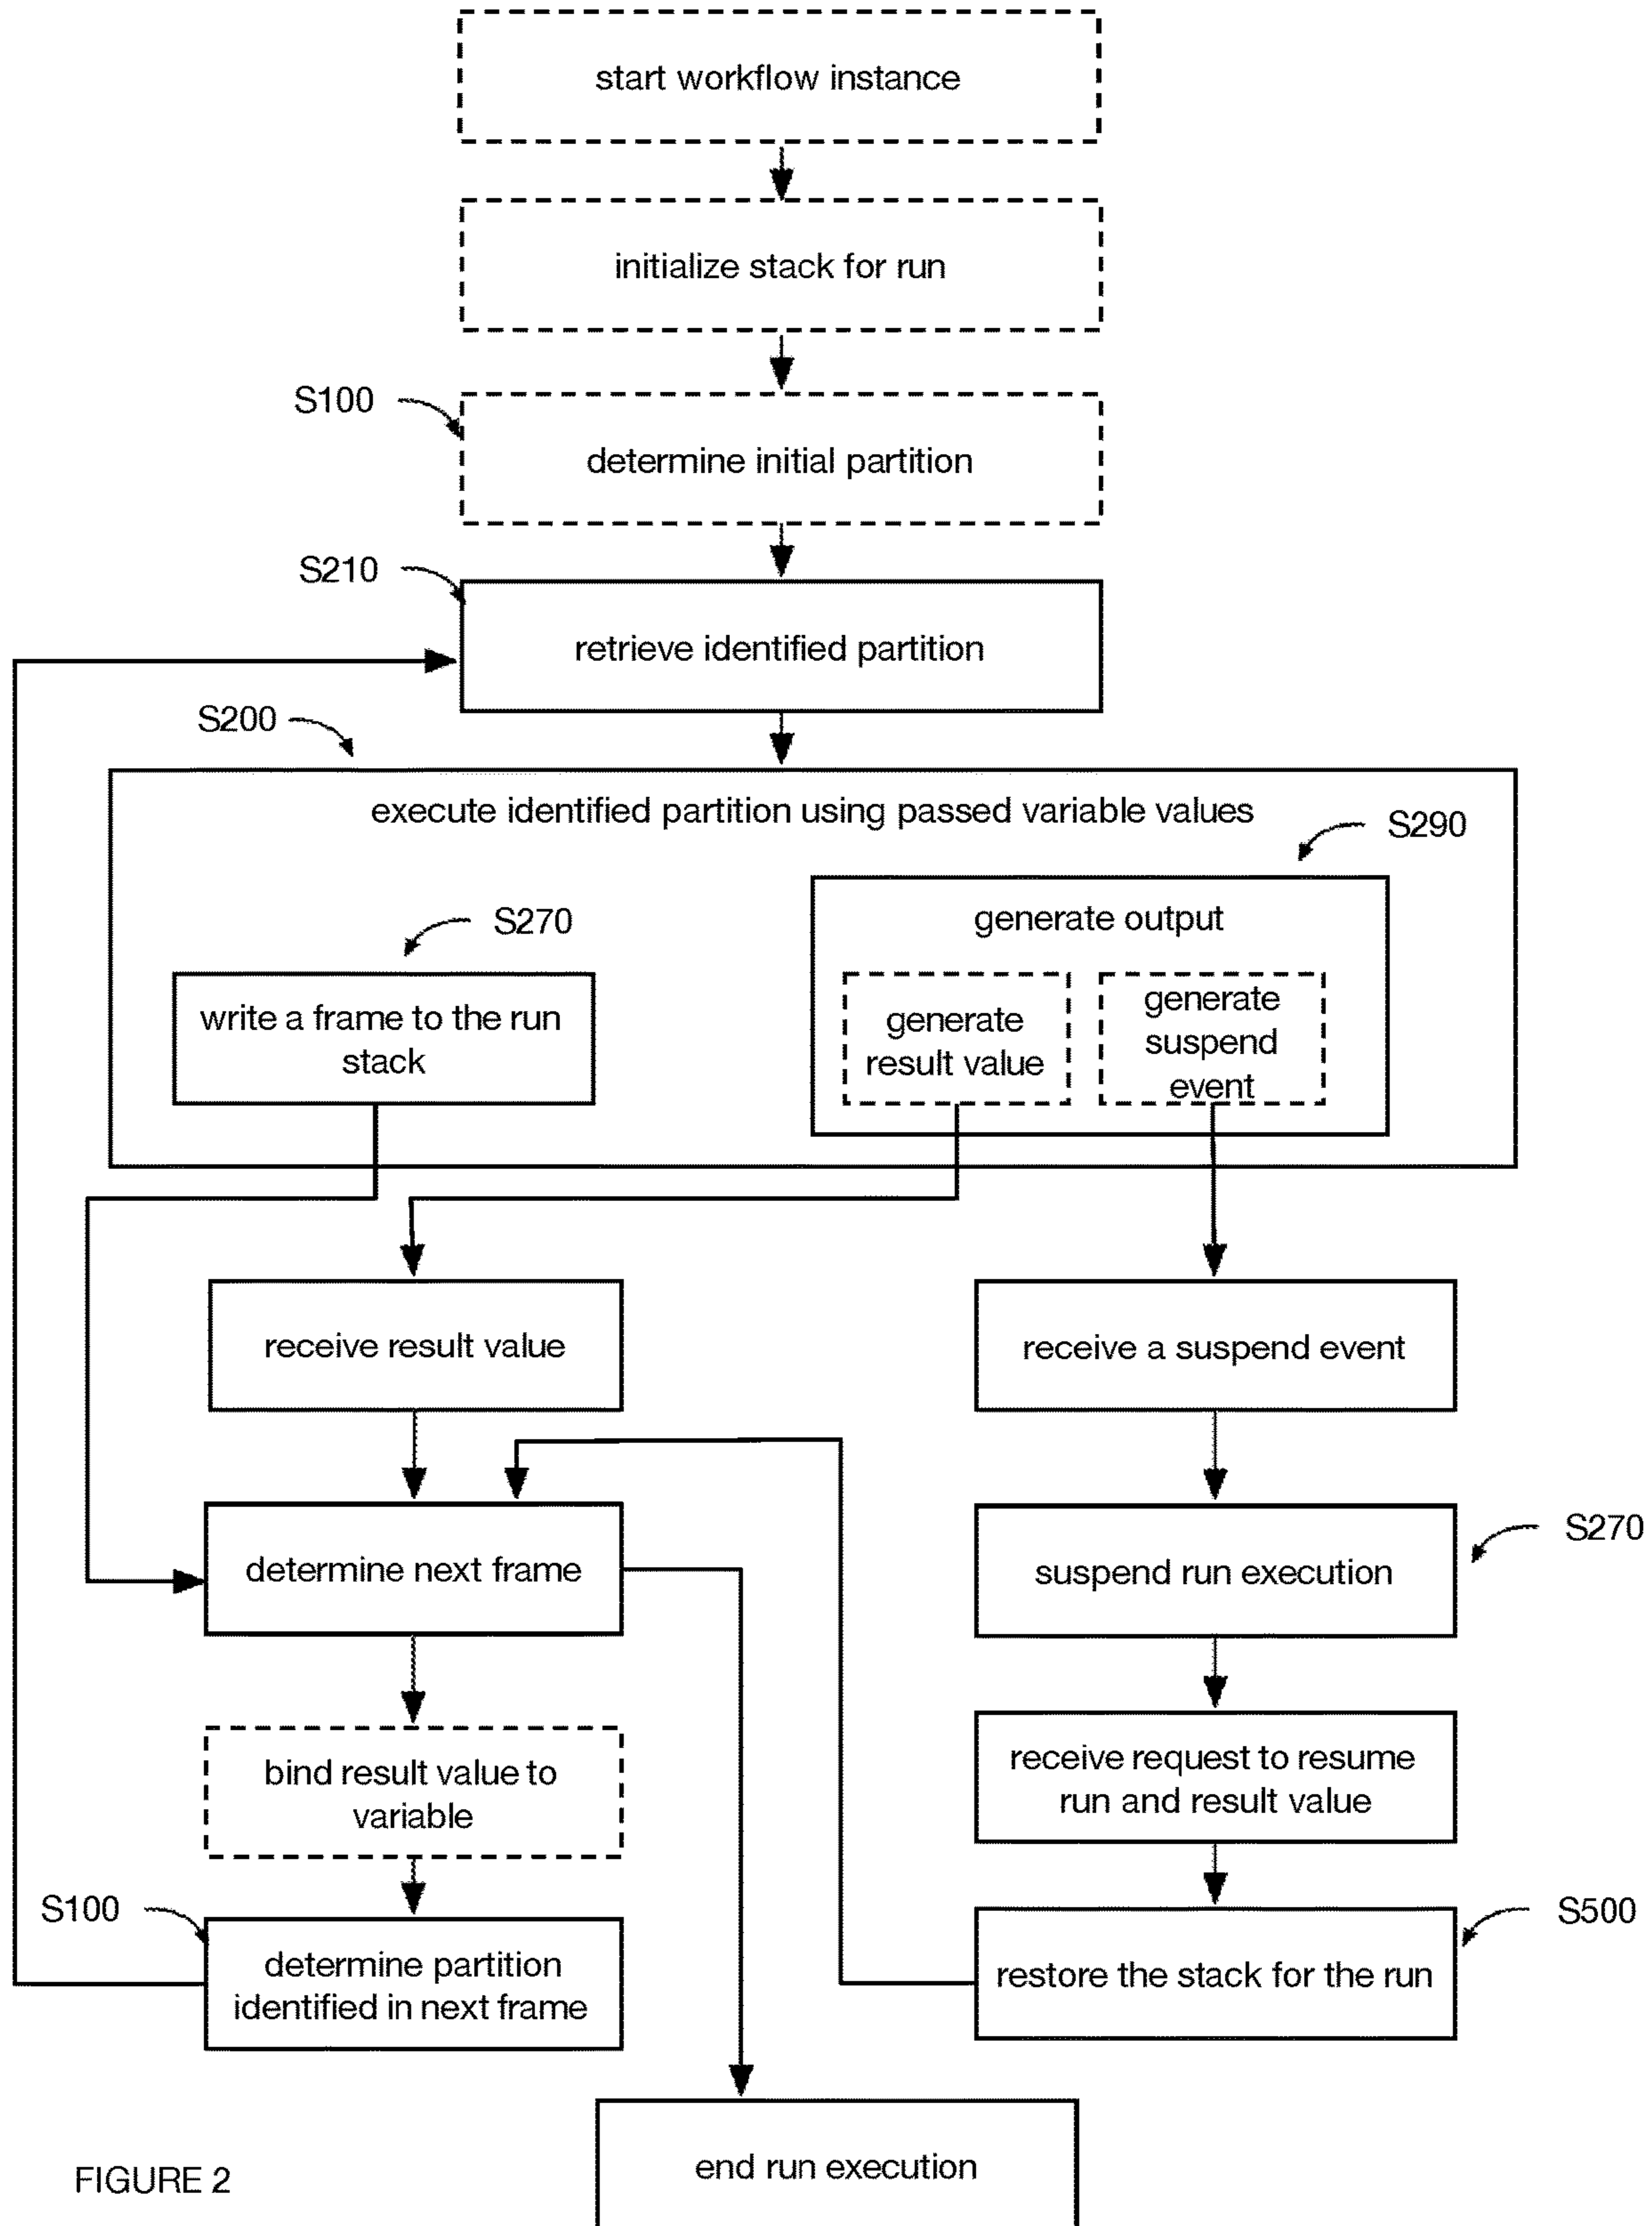 start workflow instance
initialize stack for run
S100
determine initial partition
S210
retrieve identified partition
S200
execute identified partition using passed variable values
S290
S270
generate output
write a frame to the run
stack
generate
result value
generate
suspend
event
receive result value
receive a suspend event
determine next frame
S270
suspend run execution
bind result value to
variable
receive request to resume
run and result value
S100
determine partition
identified in next frame
S500
restore the stack for the run
end run execution
FIGURE 2